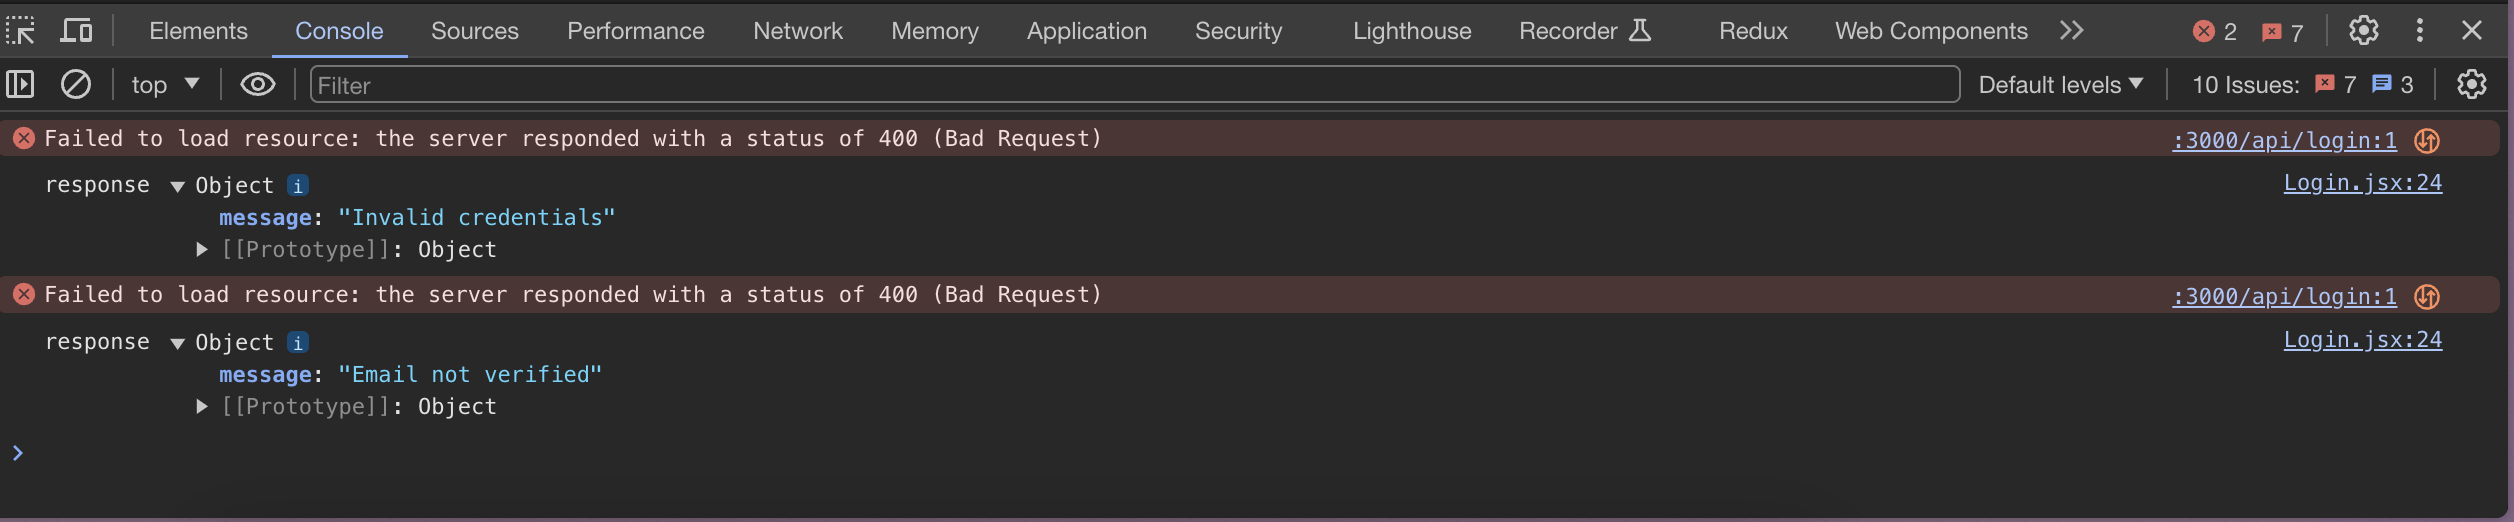 Elements Console Sources Performance Network Memory Application Security Lighthouse Recorder Redux Web Components 2 7
top Filter Default levels 10 Issues: 7 3
Failed to load resource: the server responded with a status of 400 (Bad Request) :3000/api/login:1
response Object i Login.jsx:24
message: "Invalid credentials"
[[Prototype]]: Object
Failed to load resource: the server responded with a status of 400 (Bad Request) :3000/api/login:1
response Object i Login.jsx:24
message: "Email not verified"
[[Prototype]]: Object